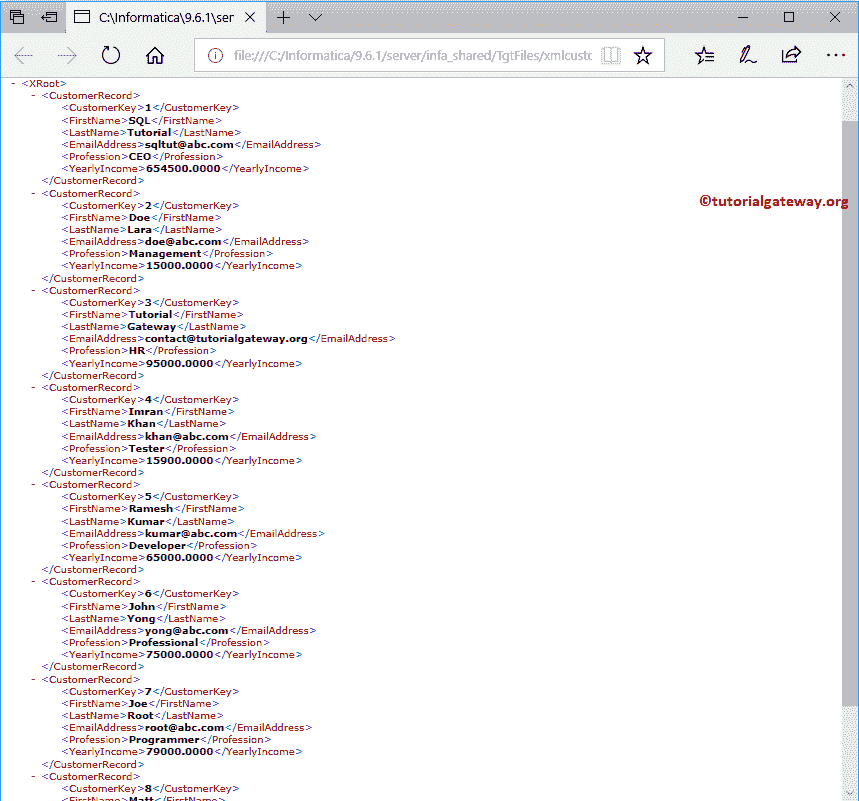 C:\Informatica\9.6.1\ser
file:///C:/Informatica/9.6.1/server/infa_shared/TgtFiles/xmlcustc
- <XRoot>
- <CustomerRecord>
<CustomerKey>1</CustomerKey>
<FirstName>SQL</FirstName>
<LastName>Tutorial</LastName>
<EmailAddress>sqltut@abc.com</EmailAddress>
<Profession>CEO</Profession>
<YearlyIncome>654500.0000</YearlyIncome>
</CustomerRecord>
- <CustomerRecord>
©tutorialgateway.org
<CustomerKey>2</CustomerKey>
<FirstName>Doe</FirstName>
<LastName>Lara</LastName>
<EmailAddress>doe@abc.com</EmailAddress>
<Profession>Management</Profession>
<YearlyIncome>15000.0000</YearlyIncome>
</CustomerRecord>
- <CustomerRecord>
<CustomerKey>3</CustomerKey>
<FirstName>Tutorial</FirstName>
<LastName>Gateway</LastName>
<EmailAddress>contact@tutorialgateway.org</EmailAddress>
<Profession>HR</Profession>
<YearlyIncome>95000.0000</YearlyIncome>
</CustomerRecord>
- <CustomerRecord>
<CustomerKey>4</CustomerKey>
<FirstName>Imran</FirstName>
<LastName>Khan</LastName>
<EmailAddress>khan@abc.com</EmailAddress>
<Profession>Tester</Profession>
<YearlyIncome>15900.0000</YearlyIncome>
</CustomerRecord>
- <CustomerRecord>
<CustomerKey>5</CustomerKey>
<FirstName>Ramesh</FirstName>
<LastName>Kumar</LastName>
<EmailAddress>kumar@abc.com</EmailAddress>
<Profession>Developer</Profession>
<YearlyIncome>65000.0000</YearlyIncome>
</CustomerRecord>
- <CustomerRecord>
<CustomerKey>6</CustomerKey>
<FirstName>John</FirstName>
<LastName>Yong</LastName>
<EmailAddress>yong@abc.com</EmailAddress>
<Profession>Professional</Profession>
<YearlyIncome>75000.0000</YearlyIncome>
</CustomerRecord>
- <CustomerRecord>
<CustomerKey>7</CustomerKey>
<FirstName>Joe</FirstName>
<LastName>Root</LastName>
<EmailAddress>root@abc.com</EmailAddress>
<Profession>Programmer</Profession>
<YearlyIncome>79000.0000</YearlyIncome>
</CustomerRecord>
- <CustomerRecord>
<CustomerKey>8</CustomerKey>
<FirstName>Matt</FirstName>